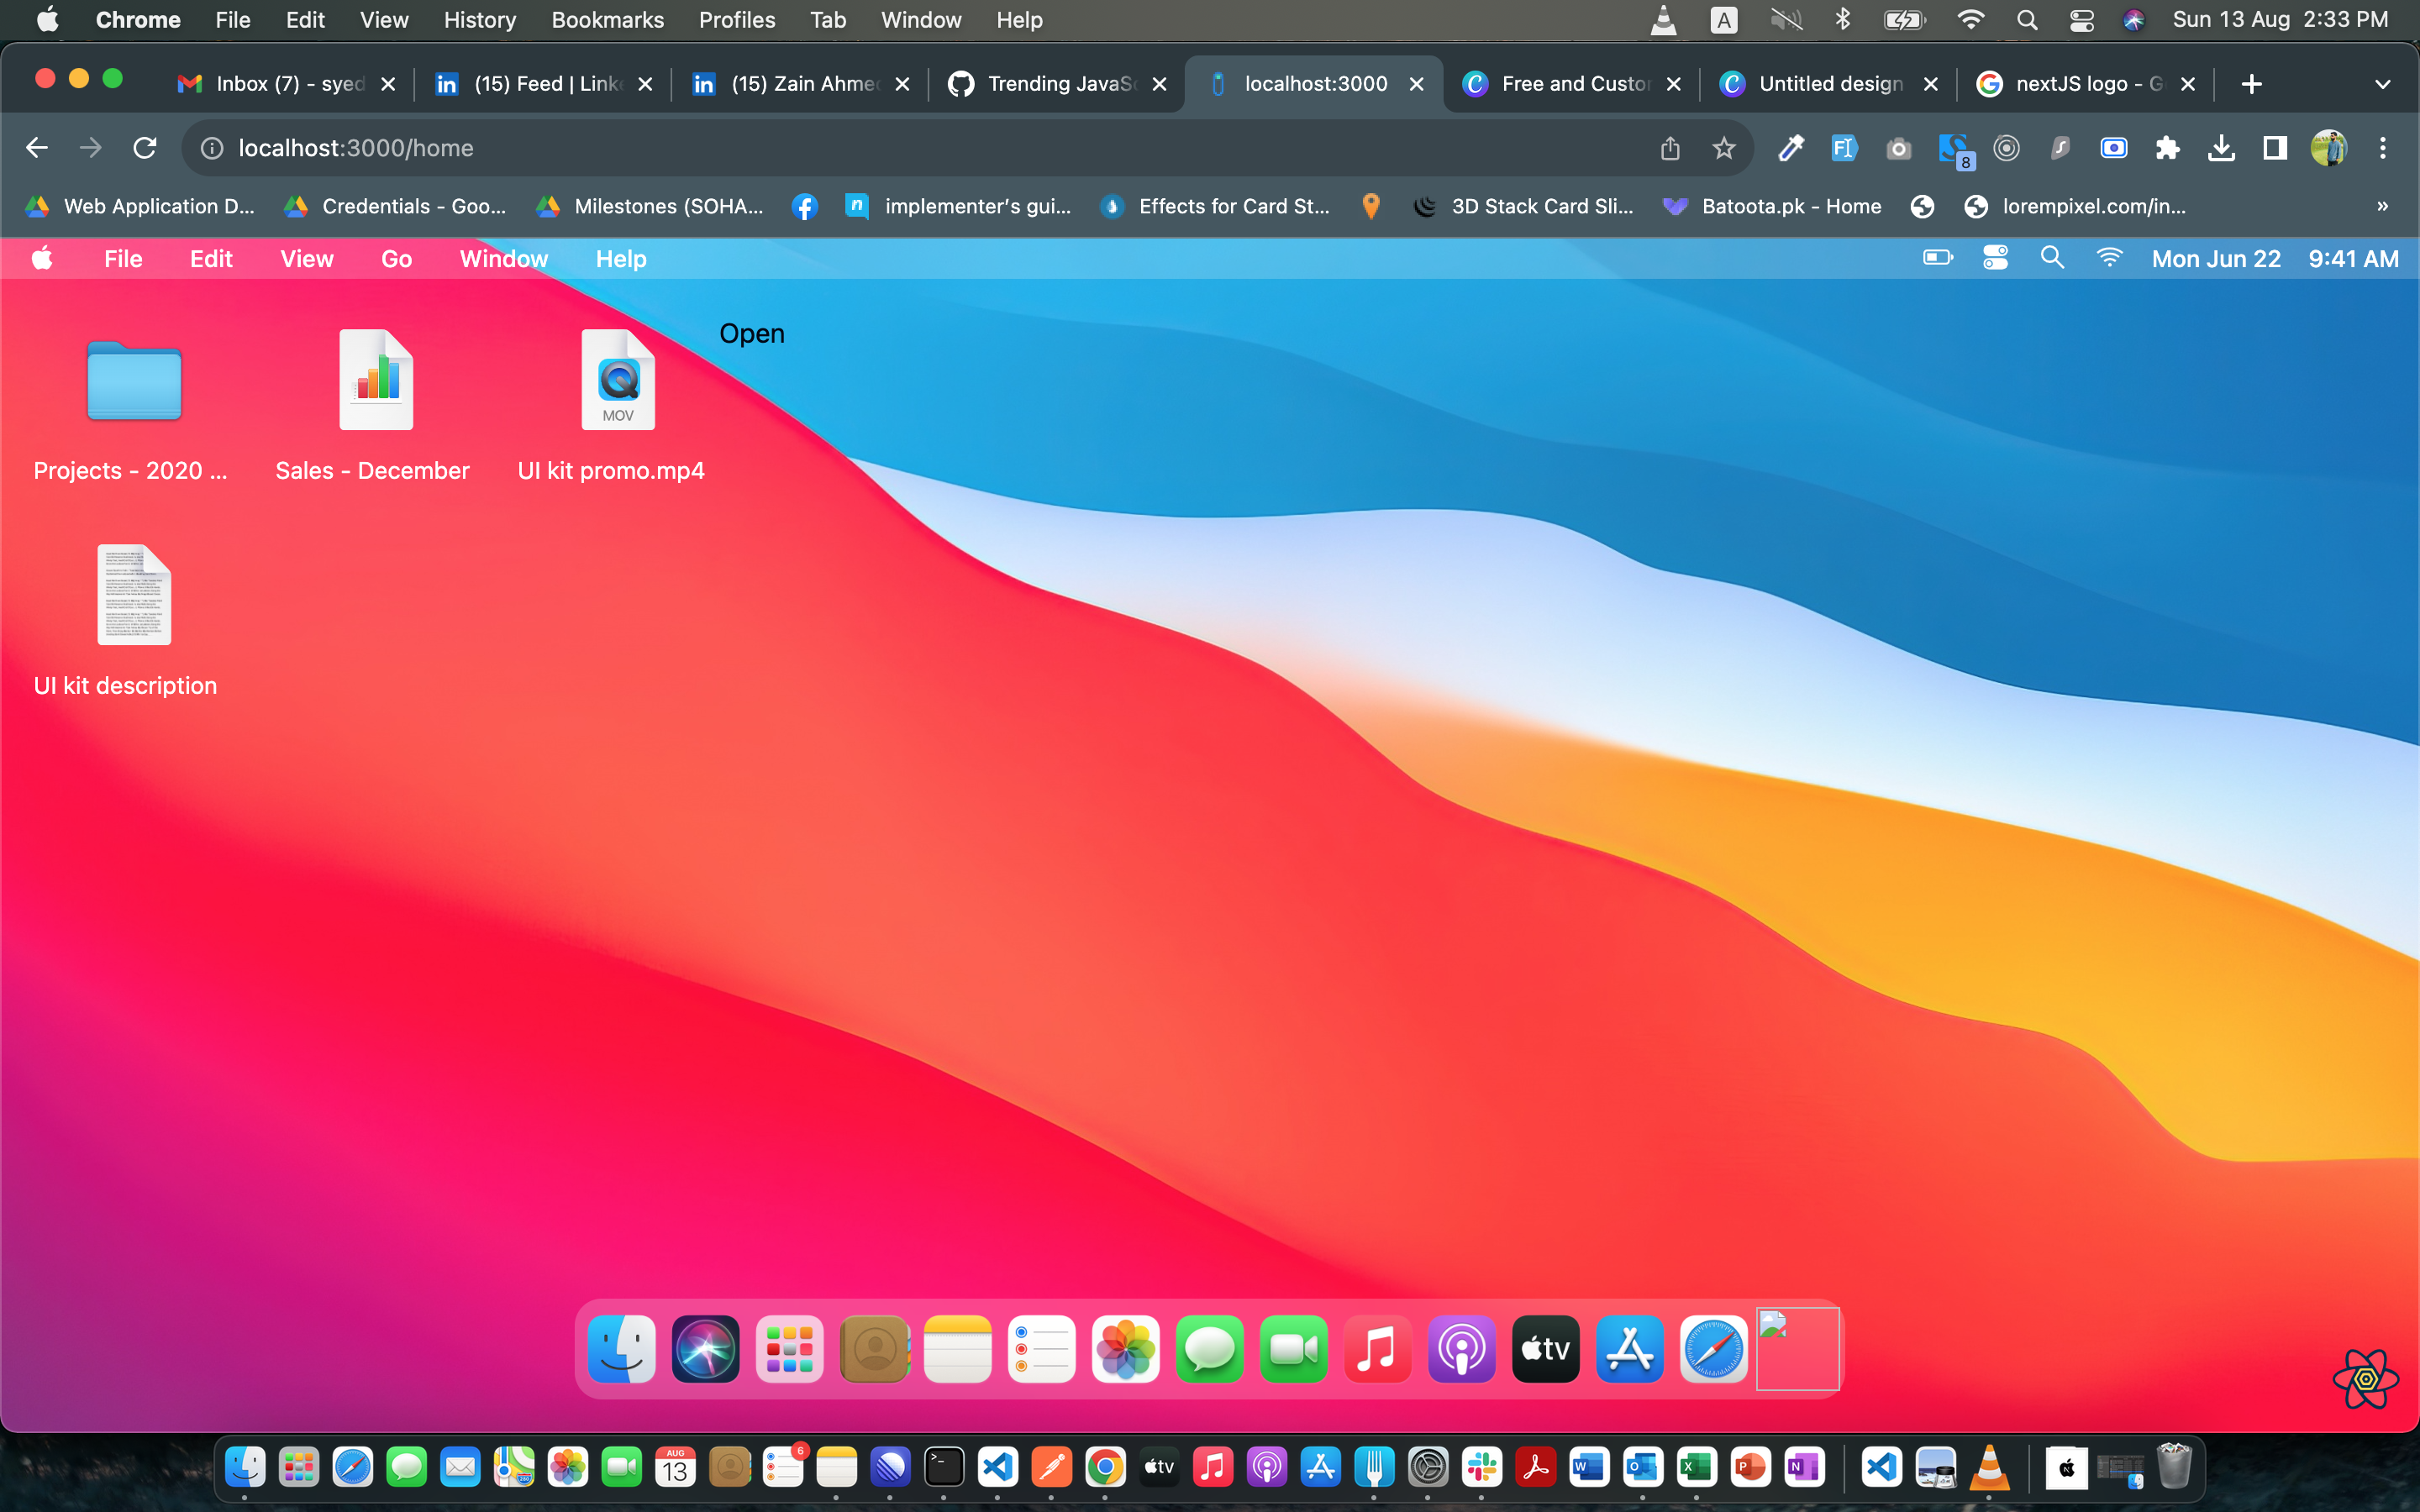 Chrome File Edit View History Bookmarks Profiles Tab Window Help A Sun 13 Aug 2:33 PM
Inbox (7) - syed (15) Feed | Linke (15) Zain Ahmed Trending JavaSc localhost:3000 Free and Custor Untitled design nextJS logo - G
localhost:3000/home 8
Web Application D... Credentials - Goo... Milestones (SOHA... implementer's gui... Effects for Card St... 3D Stack Card Sli... Batoota.pk - Home lorempixel.com/in... »
File Edit View Go Window Help Mon Jun 22 9:41 AM
Open
MOV
Projects - 2020 ... Sales - December UI kit promo.mp4
UI kit description
tv
6
AUG
13
tv